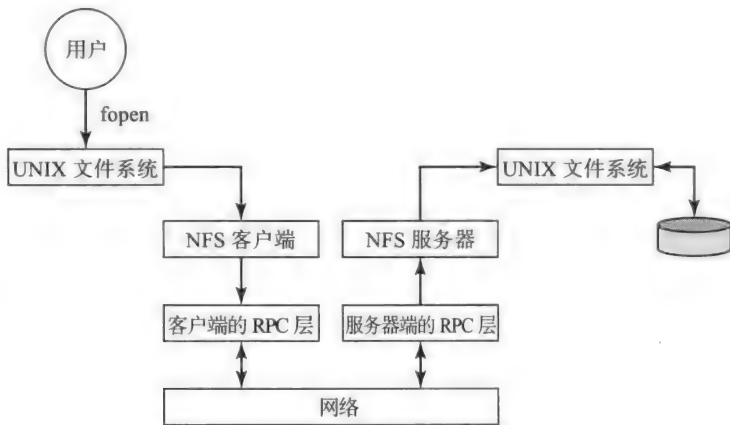 用户
fopen
UNIX 文件系统
UNIX 文件系统
NFS 客户端
NFS 服务器
客户端的 RPC 层
服务器端的 RPC 层
网络